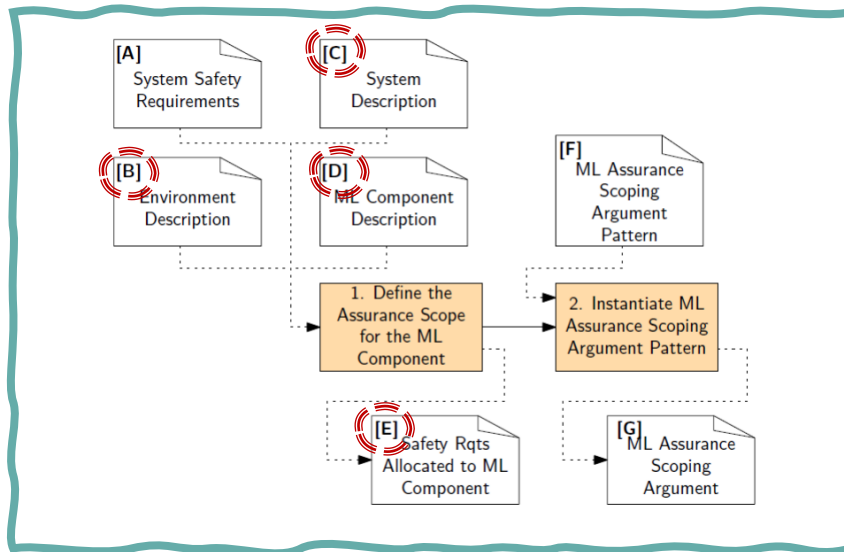 [A]
System Safety
Requirements
[C]
System
Description
[B]
Environment
Description
[D]
ML Component
Description
[F]
ML Assurance
Scoping
Argument
Pattern
1. Define the
Assurance Scope
for the ML
Component
2. Instantiate ML
Assurance Scoping
Argument Pattern
[E]
Safety Rqts
Allocated to ML
Component
[G]
ML Assurance
Scoping
Argument